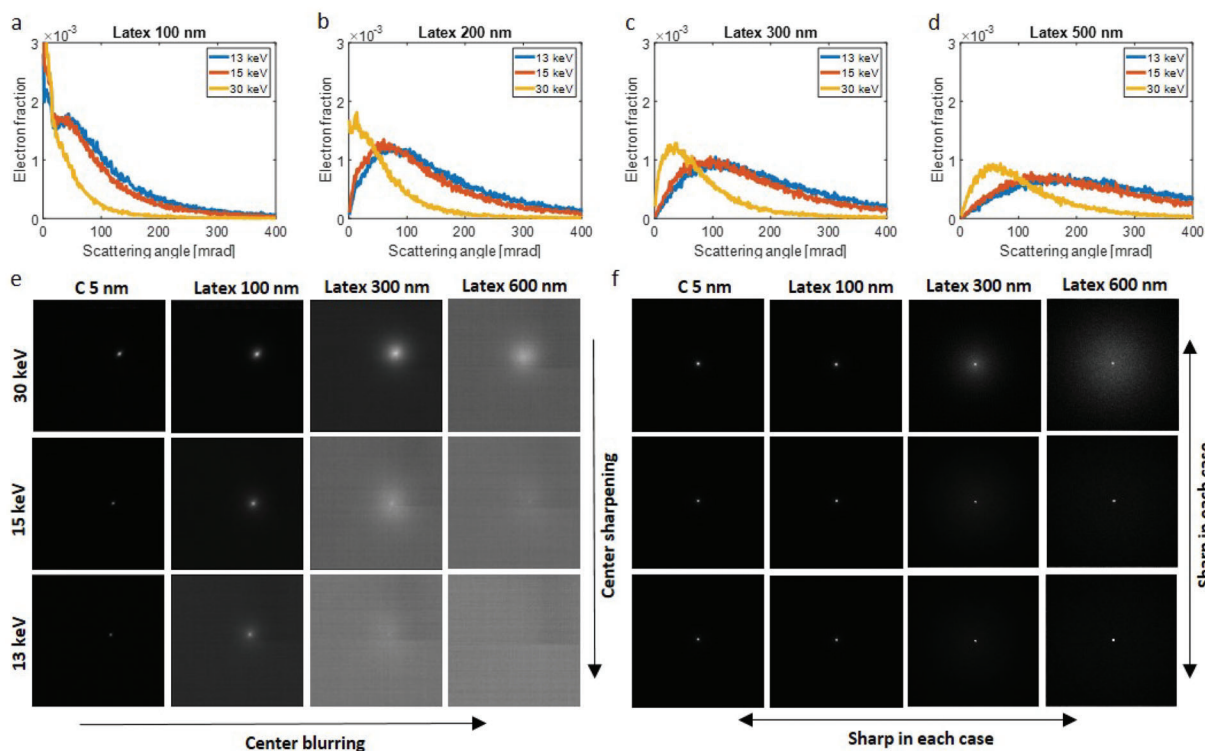 a
Latex 100 nm
×10⁻³
3
2
1
0
0 100 200 300 400
Electron fraction
Scattering angle [mrad]
13 keV
15 keV
30 keV
b
Latex 200 nm
×10⁻³
3
2
1
0
0 100 200 300 400
Electron fraction
Scattering angle [mrad]
13 keV
15 keV
30 keV
c
Latex 300 nm
×10⁻³
3
2
1
0
0 100 200 300 400
Electron fraction
Scattering angle [mrad]
13 keV
15 keV
30 keV
d
Latex 500 nm
×10⁻³
3
2
1
0
0 100 200 300 400
Electron fraction
Scattering angle [mrad]
13 keV
15 keV
30 keV
e
C 5 nm Latex 100 nm Latex 300 nm Latex 600 nm
30 keV
15 keV
13 keV
Center sharpening
Center blurring
f
C 5 nm Latex 100 nm Latex 300 nm Latex 600 nm
Sharp in each case
Sharp in each case